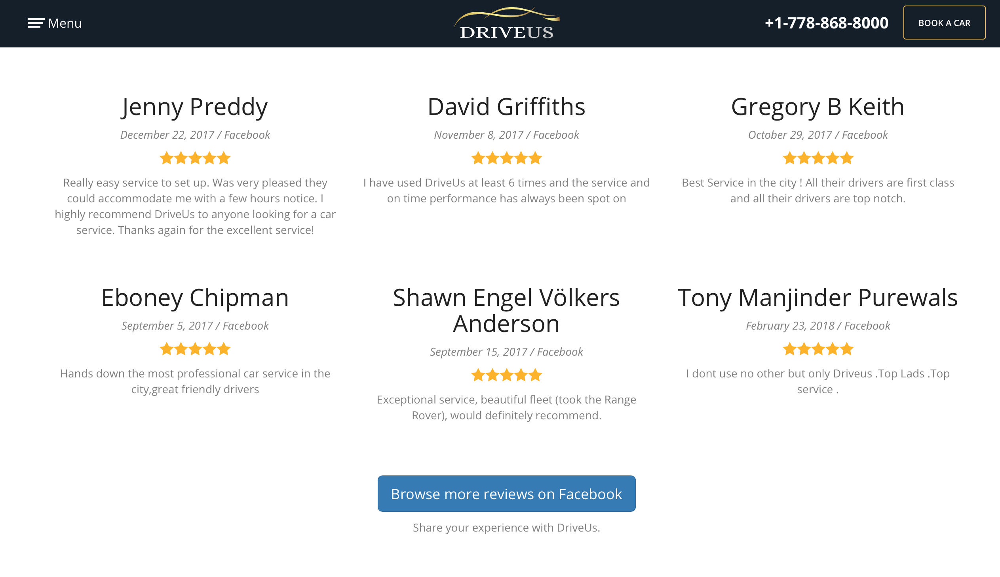 Menu
DRIVEUS
+1-778-868-8000
BOOK A CAR
Jenny Preddy
December 22, 2017 / Facebook
Really easy service to set up. Was very pleased they
could accommodate me with a few hours notice. I
highly recommend DriveUs to anyone looking for a car
service. Thanks again for the excellent service!
David Griffiths
November 8, 2017 / Facebook
I have used DriveUs at least 6 times and the service and
on time performance has always been spot on
Gregory B Keith
October 29, 2017 / Facebook
Best Service in the city ! All their drivers are first class
and all their drivers are top notch.
Eboney Chipman
September 5, 2017 / Facebook
Hands down the most professional car service in the
city,great friendly drivers
Shawn Engel Völkers
Anderson
September 15, 2017 / Facebook
Exceptional service, beautiful fleet (took the Range
Rover), would definitely recommend.
Tony Manjinder Purewals
February 23, 2018 / Facebook
I dont use no other but only Driveus .Top Lads .Top
service .
Browse more reviews on Facebook
Share your experience with DriveUs.